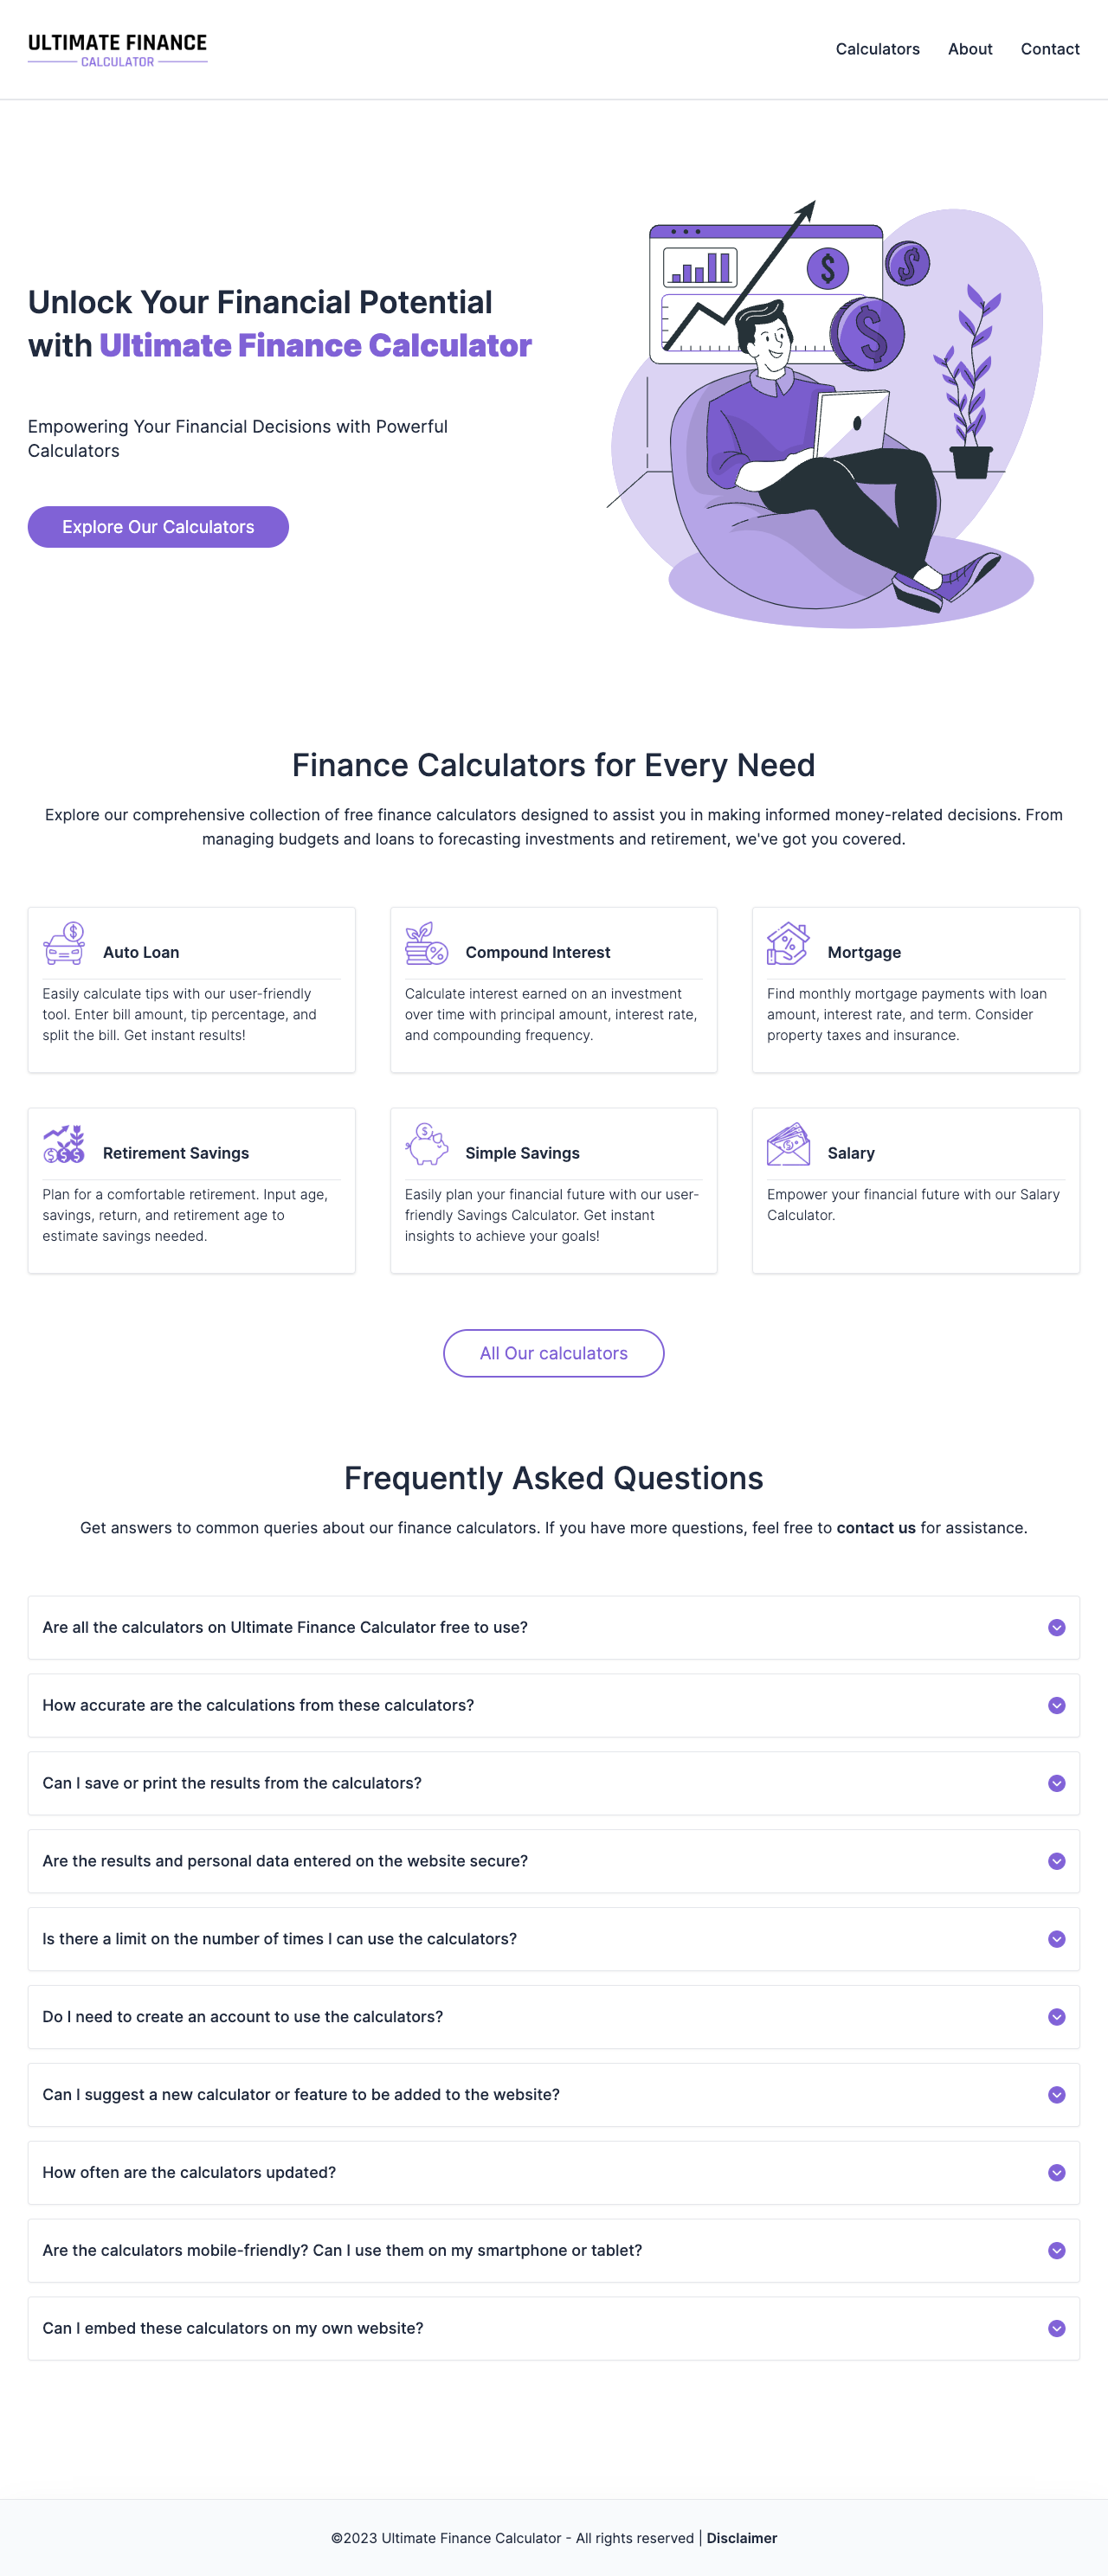 ULTIMATE FINANCE
CALCULATOR
Calculators About Contact
Unlock Your Financial Potential
with Ultimate Finance Calculator
Empowering Your Financial Decisions with Powerful
Calculators
Explore Our Calculators
$
$
$
Finance Calculators for Every Need
Explore our comprehensive collection of free finance calculators designed to assist you in making informed money-related decisions. From
managing budgets and loans to forecasting investments and retirement, we've got you covered.
Auto Loan
Easily calculate tips with our user-friendly
tool. Enter bill amount, tip percentage, and
split the bill. Get instant results!
Compound Interest
Calculate interest earned on an investment
over time with principal amount, interest rate,
and compounding frequency.
Mortgage
Find monthly mortgage payments with loan
amount, interest rate, and term. Consider
property taxes and insurance.
Retirement Savings
Plan for a comfortable retirement. Input age,
savings, return, and retirement age to
estimate savings needed.
Simple Savings
Easily plan your financial future with our user-
friendly Savings Calculator. Get instant
insights to achieve your goals!
Salary
Empower your financial future with our Salary
Calculator.
All Our calculators
Frequently Asked Questions
Get answers to common queries about our finance calculators. If you have more questions, feel free to contact us for assistance.
Are all the calculators on Ultimate Finance Calculator free to use?
How accurate are the calculations from these calculators?
Can I save or print the results from the calculators?
Are the results and personal data entered on the website secure?
Is there a limit on the number of times I can use the calculators?
Do I need to create an account to use the calculators?
Can I suggest a new calculator or feature to be added to the website?
How often are the calculators updated?
Are the calculators mobile-friendly? Can I use them on my smartphone or tablet?
Can I embed these calculators on my own website?
©2023 Ultimate Finance Calculator - All rights reserved | Disclaimer